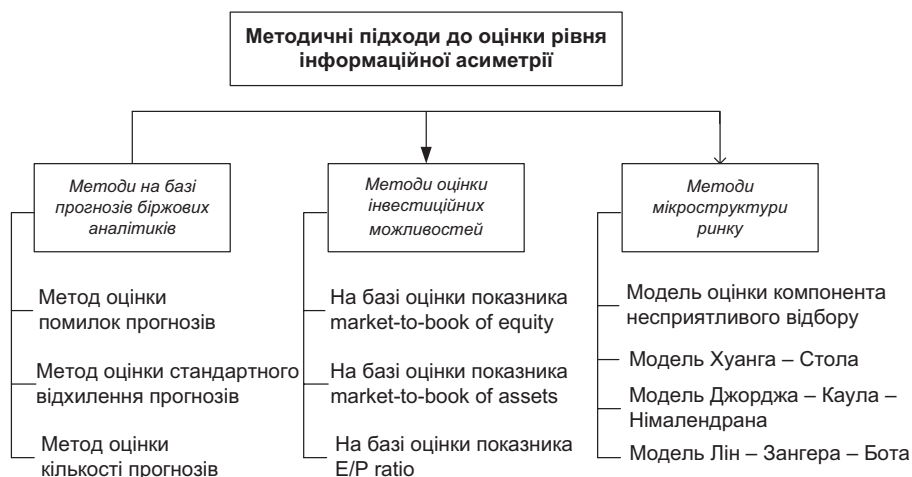 Методичні підходи до оцінки рівня
інформаційної асиметрії
Методи на базі
прогнозів біржових
аналітиків
Метод оцінки
помилок прогнозів
Метод оцінки стандартного
відхилення прогнозів
Метод оцінки
кількості прогнозів
Методи оцінки
інвестиційних
можливостей
На базі оцінки показника
market-to-book of equity
На базі оцінки показника
market-to-book of assets
На базі оцінки показника
E/P ratio
Методи
мікроструктури
ринку
Модель оцінки компонента
несприятливого відбору
Модель Хуанга – Стола
Модель Джорджа – Каула –
Німалендрана
Модель Лін – Зангера – Бота